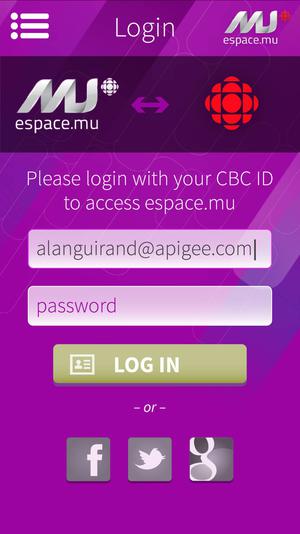 Login
MU
espace.mu
MU
espace.mu
Please login with your CBC ID
to access espace.mu
alanguirand@apigee.com
password
LOG IN
– or –
f
g